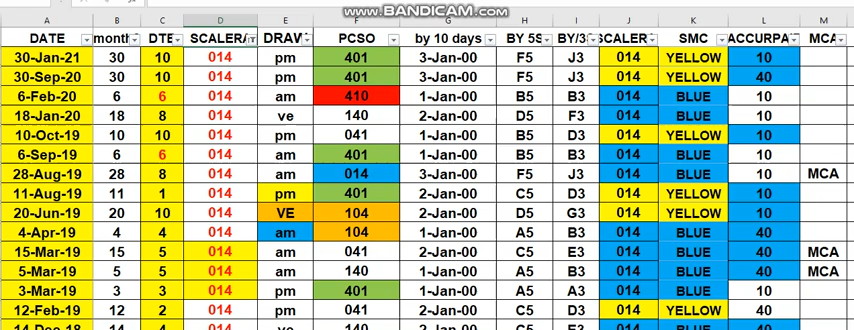 www.BANDICAM.com
A B C D E F G H I J K L M
DATE month DTE SCALERA DRAW PCSO by 10 days BY 5S BY/3 SCALER SMC ACCURPA MCA
30-Jan-21 30 10 014 pm 401 3-Jan-00 F5 J3 014 YELLOW 10
30-Sep-20 30 10 014 pm 401 3-Jan-00 F5 J3 014 YELLOW 40
6-Feb-20 6 6 014 am 410 1-Jan-00 B5 B3 014 BLUE 10
18-Jan-20 18 8 014 ve 140 2-Jan-00 D5 F3 014 BLUE 10
10-Oct-19 10 10 014 pm 041 1-Jan-00 B5 D3 014 YELLOW 10
6-Sep-19 6 6 014 am 401 1-Jan-00 B5 B3 014 BLUE 10
28-Aug-19 28 8 014 am 014 3-Jan-00 F5 J3 014 BLUE 10 MCA
11-Aug-19 11 1 014 pm 401 2-Jan-00 C5 D3 014 YELLOW 10
20-Jun-19 20 10 014 VE 104 2-Jan-00 D5 G3 014 YELLOW 10
4-Apr-19 4 4 014 am 104 1-Jan-00 A5 B3 014 BLUE 40
15-Mar-19 15 5 014 am 041 2-Jan-00 C5 E3 014 BLUE 40 MCA
5-Mar-19 5 5 014 am 140 1-Jan-00 A5 B3 014 BLUE 40 MCA
3-Mar-19 3 3 014 pm 401 1-Jan-00 A5 A3 014 BLUE 10
12-Feb-19 12 2 014 pm 041 2-Jan-00 C5 D3 014 YELLOW 40
14-Dec-18 14 4 014 ve 140 2-Jan-00 C5 E3 014 BLUE 40